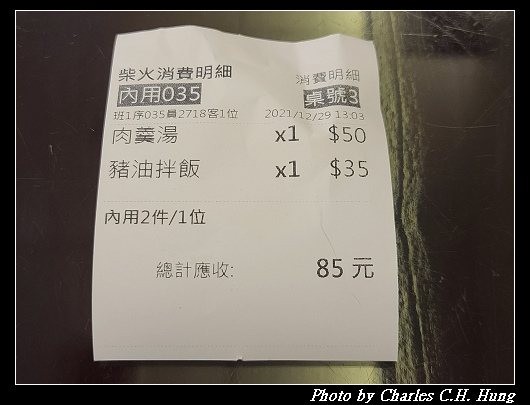 柴火消費明細 消費明細
內用035 桌號3
班1序035員2718客1位 2021/12/29 13:03
肉羹湯 x1 $50
豬油拌飯 x1 $35
內用2件/1位
總計應收: 85 元
Photo by Charles C.H. Hung